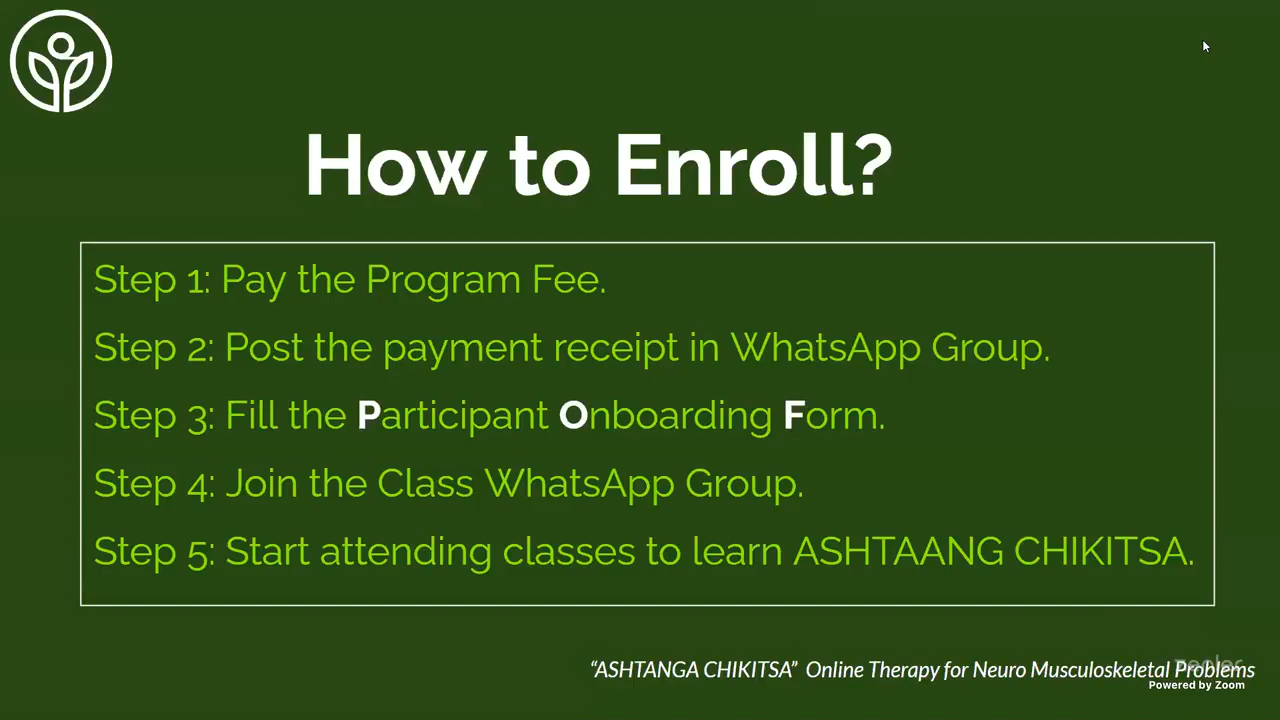 How to Enroll?
Step 1: Pay the Program Fee.
Step 2: Post the payment receipt in WhatsApp Group.
Step 3: Fill the Participant Onboarding Form.
Step 4: Join the Class WhatsApp Group.
Step 5: Start attending classes to learn ASHTAANG CHIKITSA.
“ASHTANGA CHIKITSA” Online Therapy for Neuro Musculoskeletal Problems
Powered by Zoom